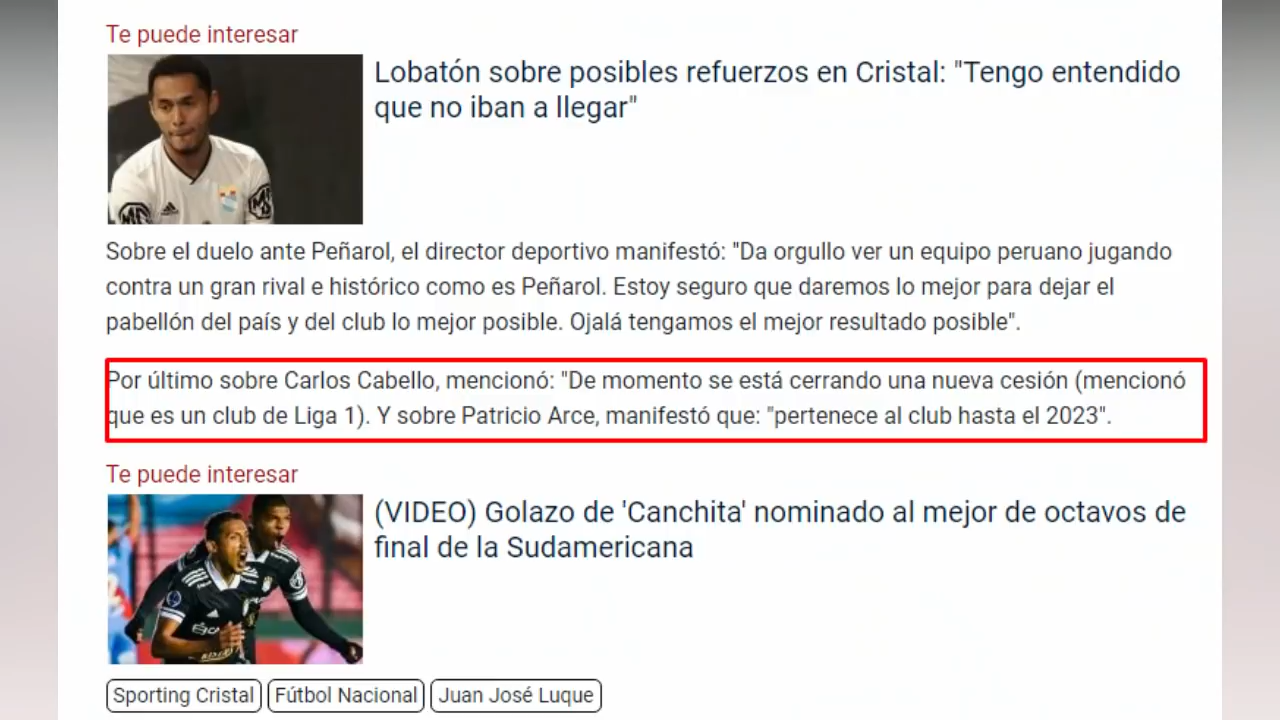 Te puede interesar
Lobatón sobre posibles refuerzos en Cristal: "Tengo entendido
que no iban a llegar"
Sobre el duelo ante Peñarol, el director deportivo manifestó: "Da orgullo ver un equipo peruano jugando
contra un gran rival e histórico como es Peñarol. Estoy seguro que daremos lo mejor para dejar el
pabellón del país y del club lo mejor posible. Ojalá tengamos el mejor resultado posible".
Por último sobre Carlos Cabello, mencionó: "De momento se está cerrando una nueva cesión (mencionó
que es un club de Liga 1). Y sobre Patricio Arce, manifestó que: "pertenece al club hasta el 2023".
Te puede interesar
(VIDEO) Golazo de 'Canchita' nominado al mejor de octavos de
final de la Sudamericana
Sporting Cristal Fútbol Nacional Juan José Luque